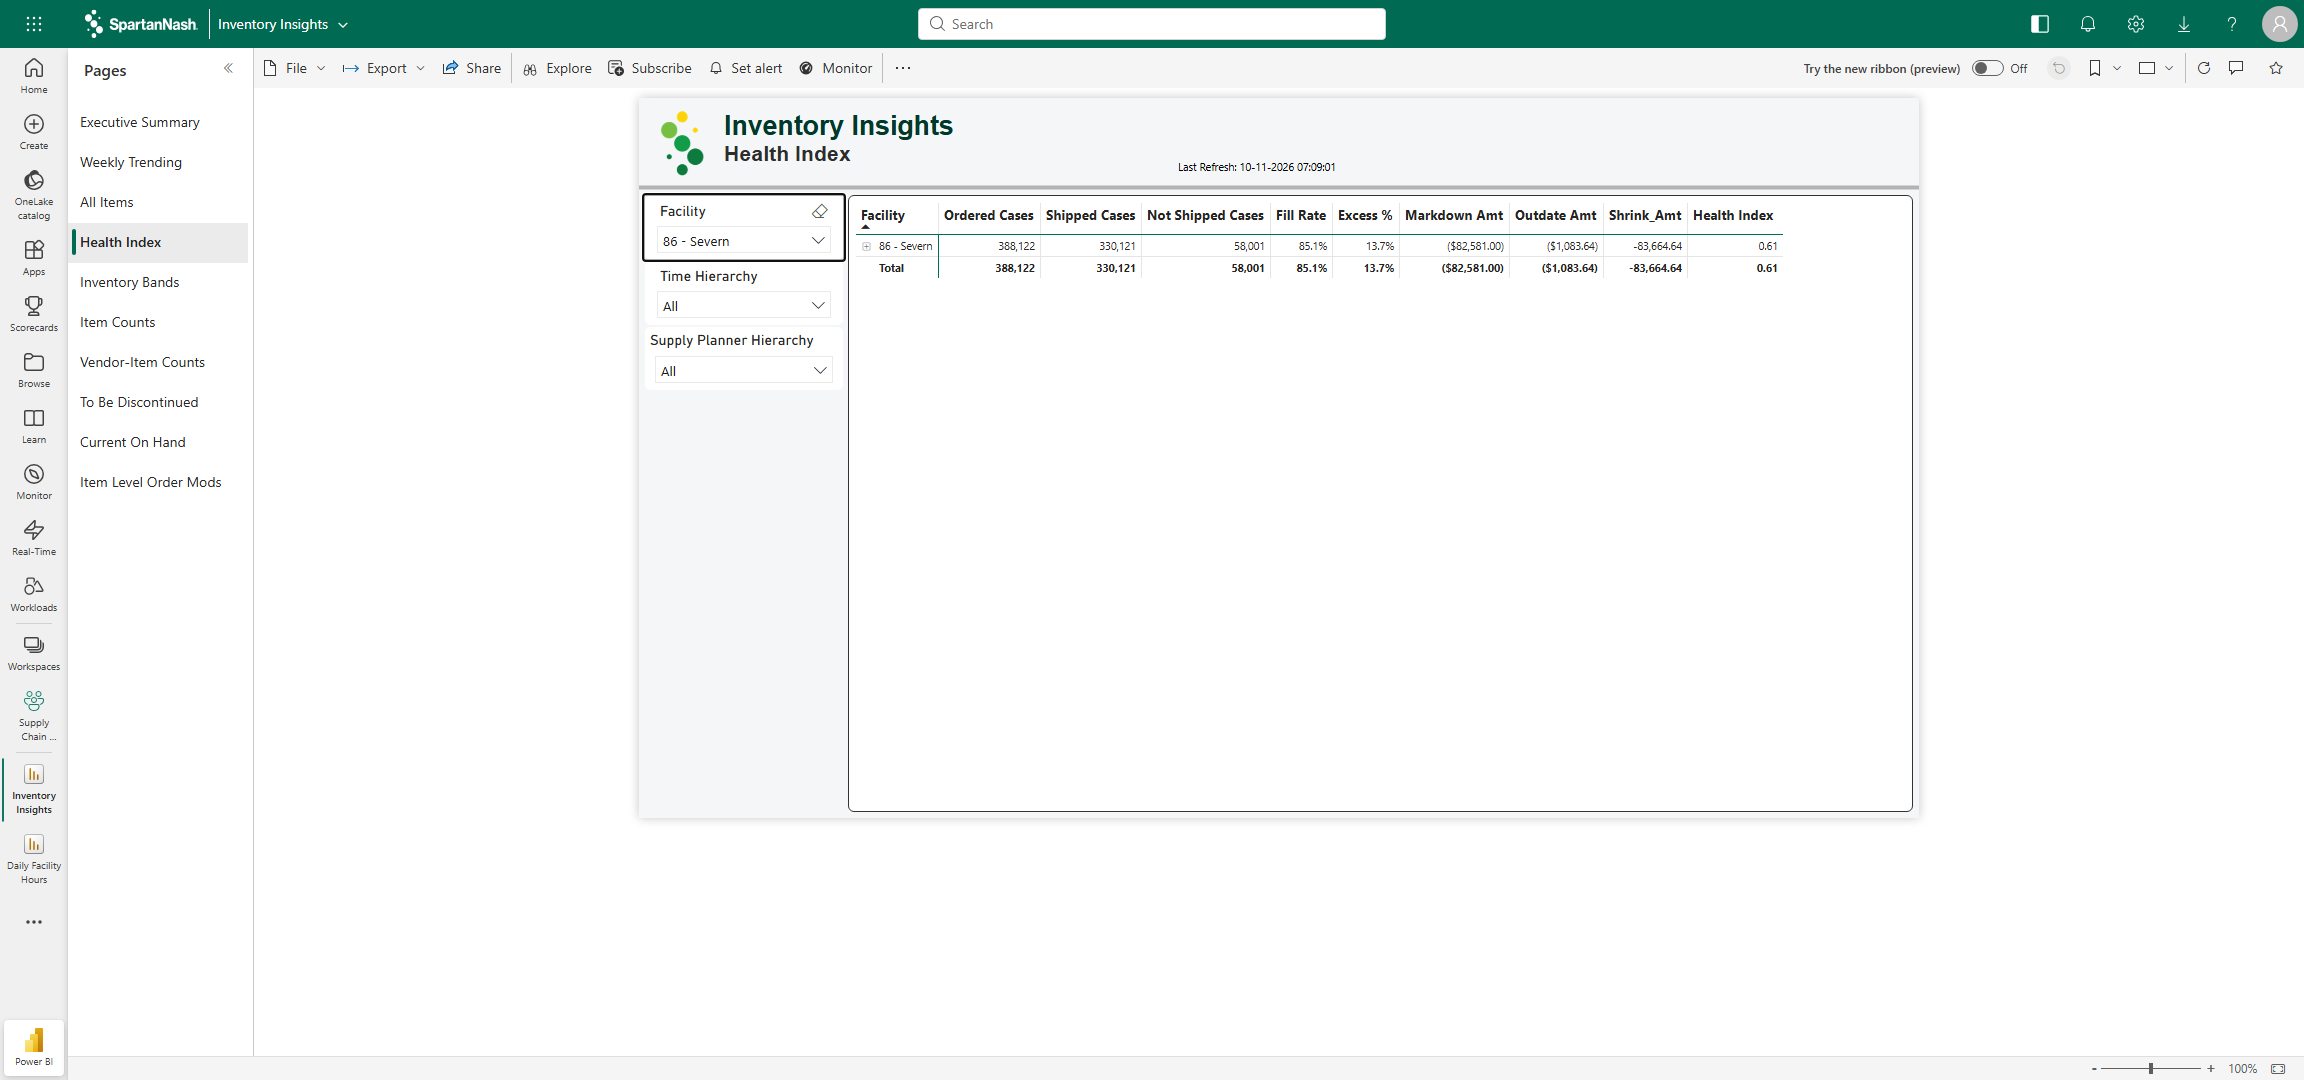 SpartanNash
Inventory Insights
Search
Home
Create
OneLake catalog
Apps
Scorecards
Browse
Learn
Monitor
Real-Time
Workloads
Workspaces
Supply Chain ...
Inventory Insights
Daily Facility Hours
Power BI
Pages
Executive Summary
Weekly Trending
All Items
Health Index
Inventory Bands
Item Counts
Vendor-Item Counts
To Be Discontinued
Current On Hand
Item Level Order Mods
File Export Share Explore Subscribe Set alert Monitor ...
Try the new ribbon (preview) Off
Inventory Insights
Health Index
Last Refresh: 10-11-2026 07:09:01
Facility
86 - Severn
Time Hierarchy
All
Supply Planner Hierarchy
All
Facility Ordered Cases Shipped Cases Not Shipped Cases Fill Rate Excess % Markdown Amt Outdate Amt Shrink_Amt Health Index
86 - Severn 388,122 330,121 58,001 85.1% 13.7% ($82,581.00) ($1,083.64) -83,664.64 0.61
Total 388,122 330,121 58,001 85.1% 13.7% ($82,581.00) ($1,083.64) -83,664.64 0.61
- + 100%